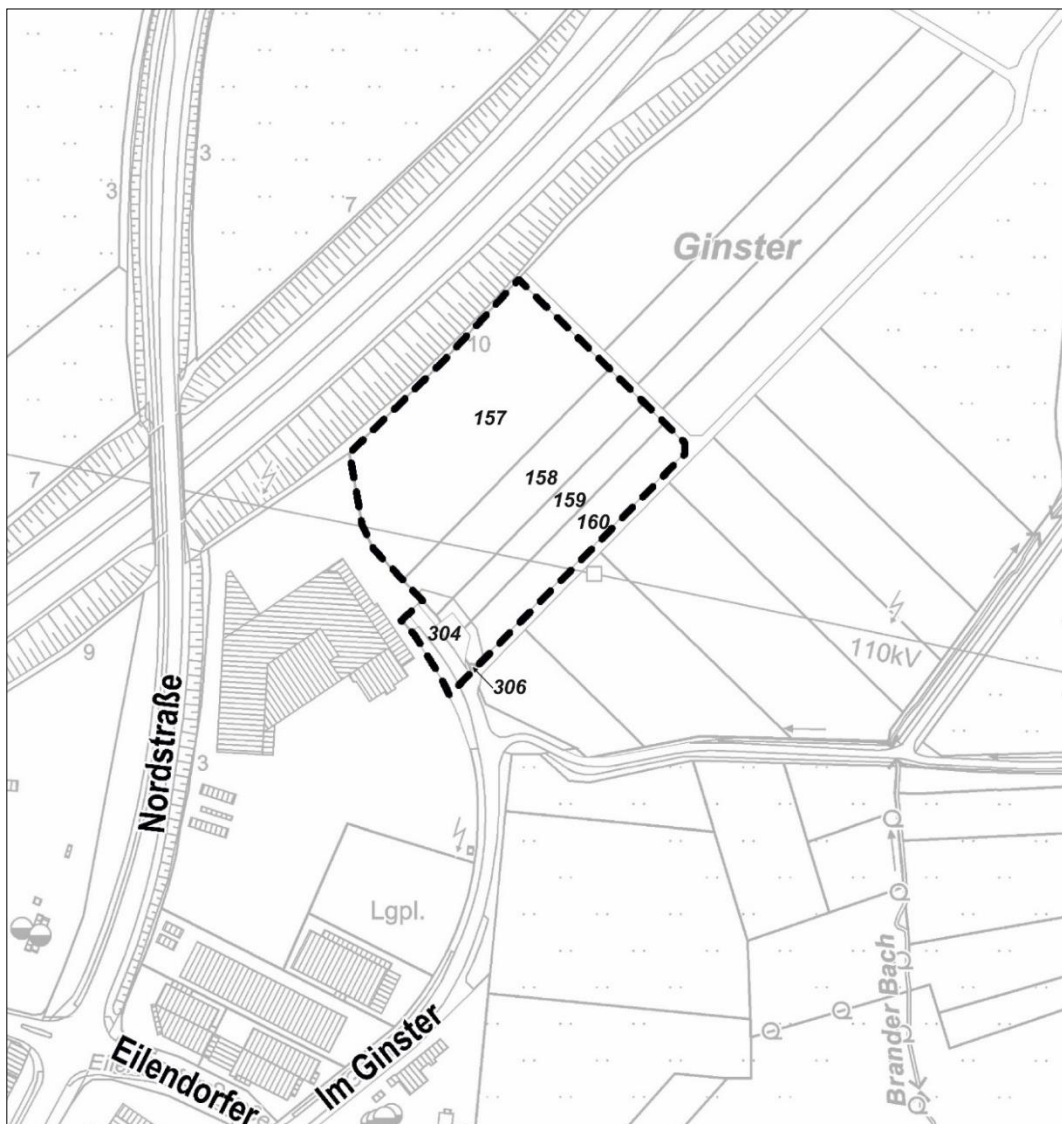 3
3
7
Ginster
10
157
7
158
159
160
304
110kV
9
306
Nordstraße
3
Lgpl.
Brander Bach
Im Ginster
Eilendorfer